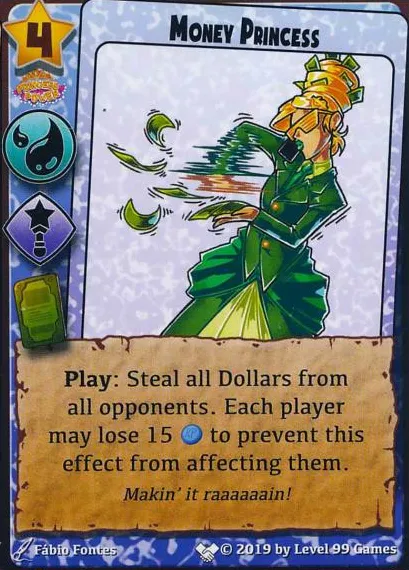 4
MONEY PRINCESS
Play: Steal all Dollars from
all opponents. Each player
may lose 15 to prevent this
effect from affecting them.
Makin' it raaaaaain!
Fábio Fontes
© 2019 by Level 99 Games